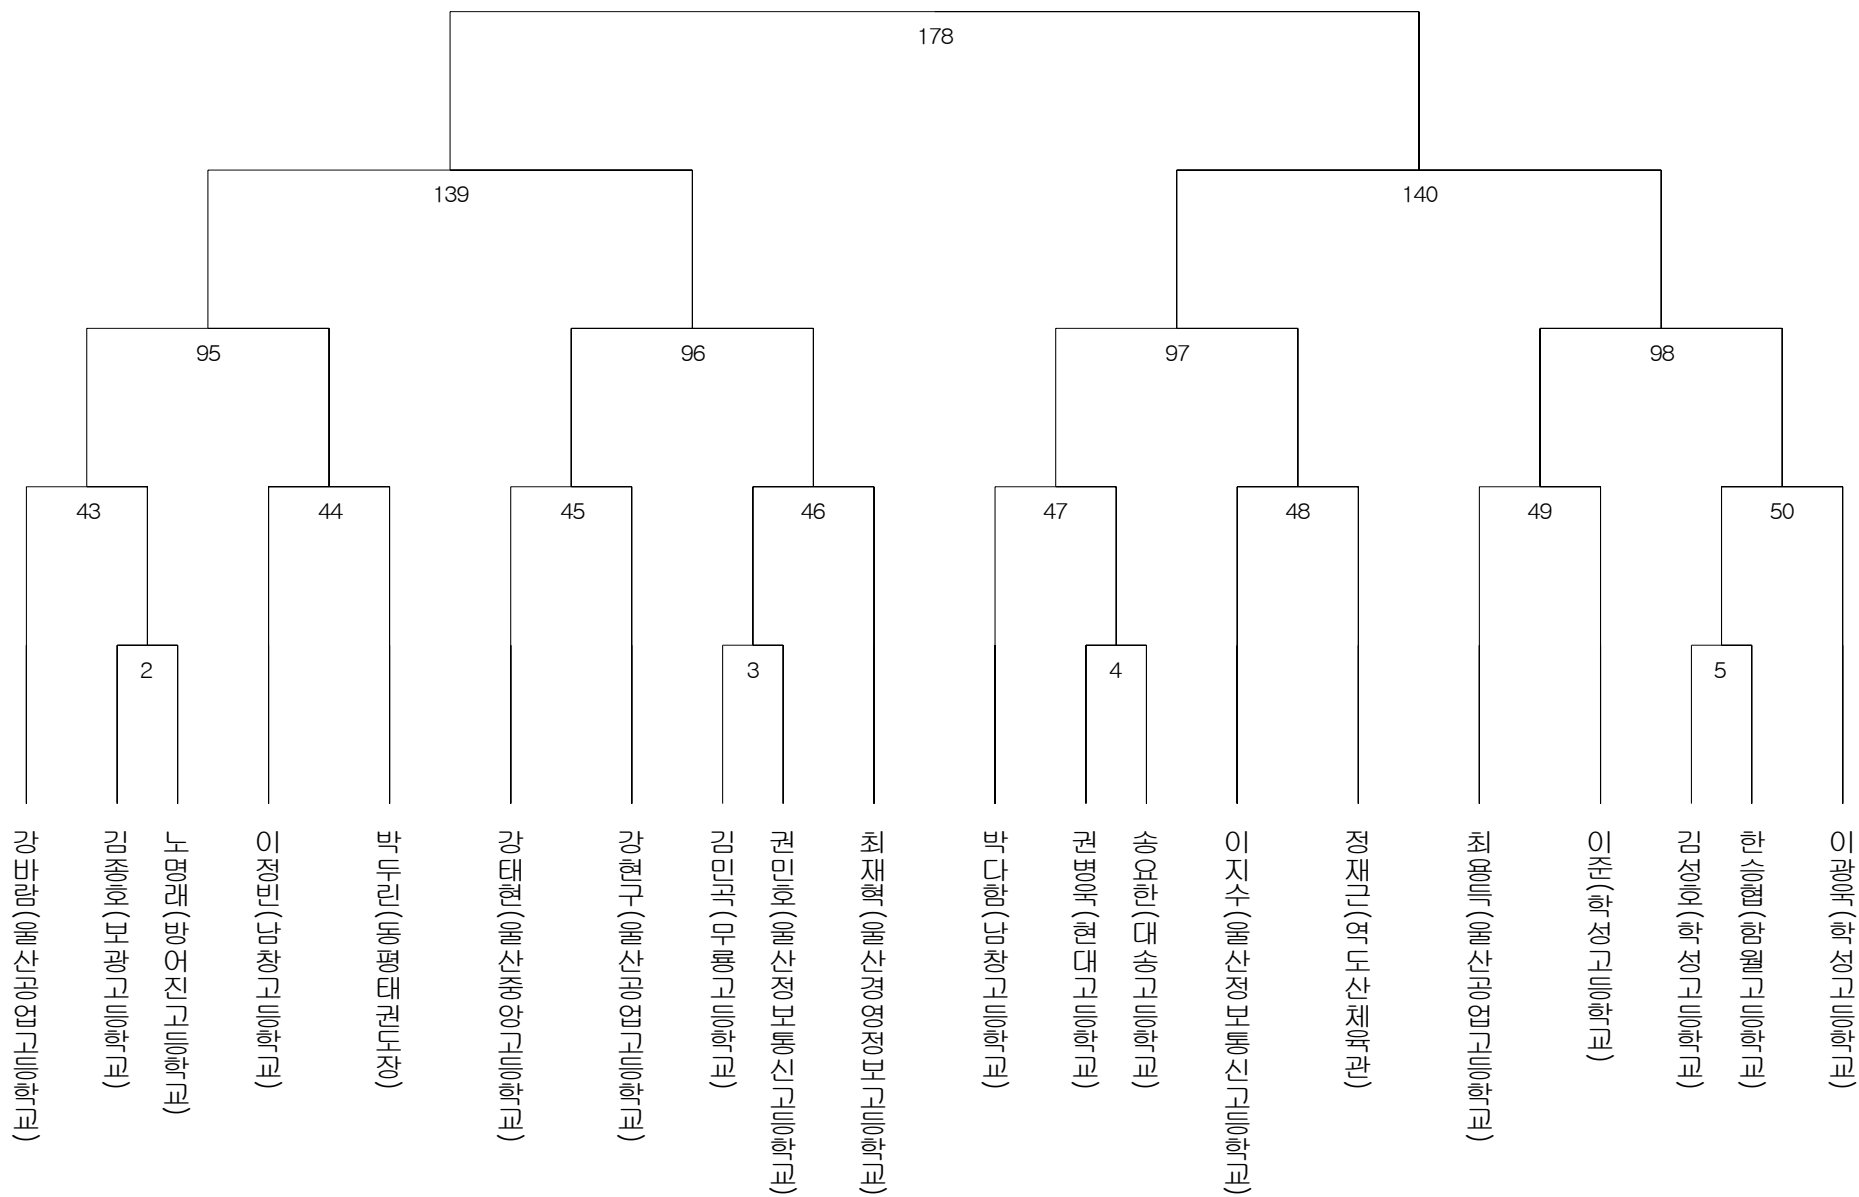 178
139
140
95
96
97
98
43
44
45
46
47
48
49
50
2
3
4
5
강바람(울산공업고등학교)
김종호(보광고등학교)
노명래(방어진고등학교)
이정빈(남창고등학교)
박두린(동평태권도장)
강태현(울산중앙고등학교)
강현구(울산공업고등학교)
김민곡(무룡고등학교)
권민호(울산정보통신고등학교)
최재혁(울산경영정보고등학교)
박다함(남창고등학교)
권병욱(현대고등학교)
송요한(대송고등학교)
이지수(울산정보통신고등학교)
정재근(역도산체육관)
최용득(울산공업고등학교)
이준(학성고등학교)
김성호(학성고등학교)
한승협(함월고등학교)
이광욱(학성고등학교)